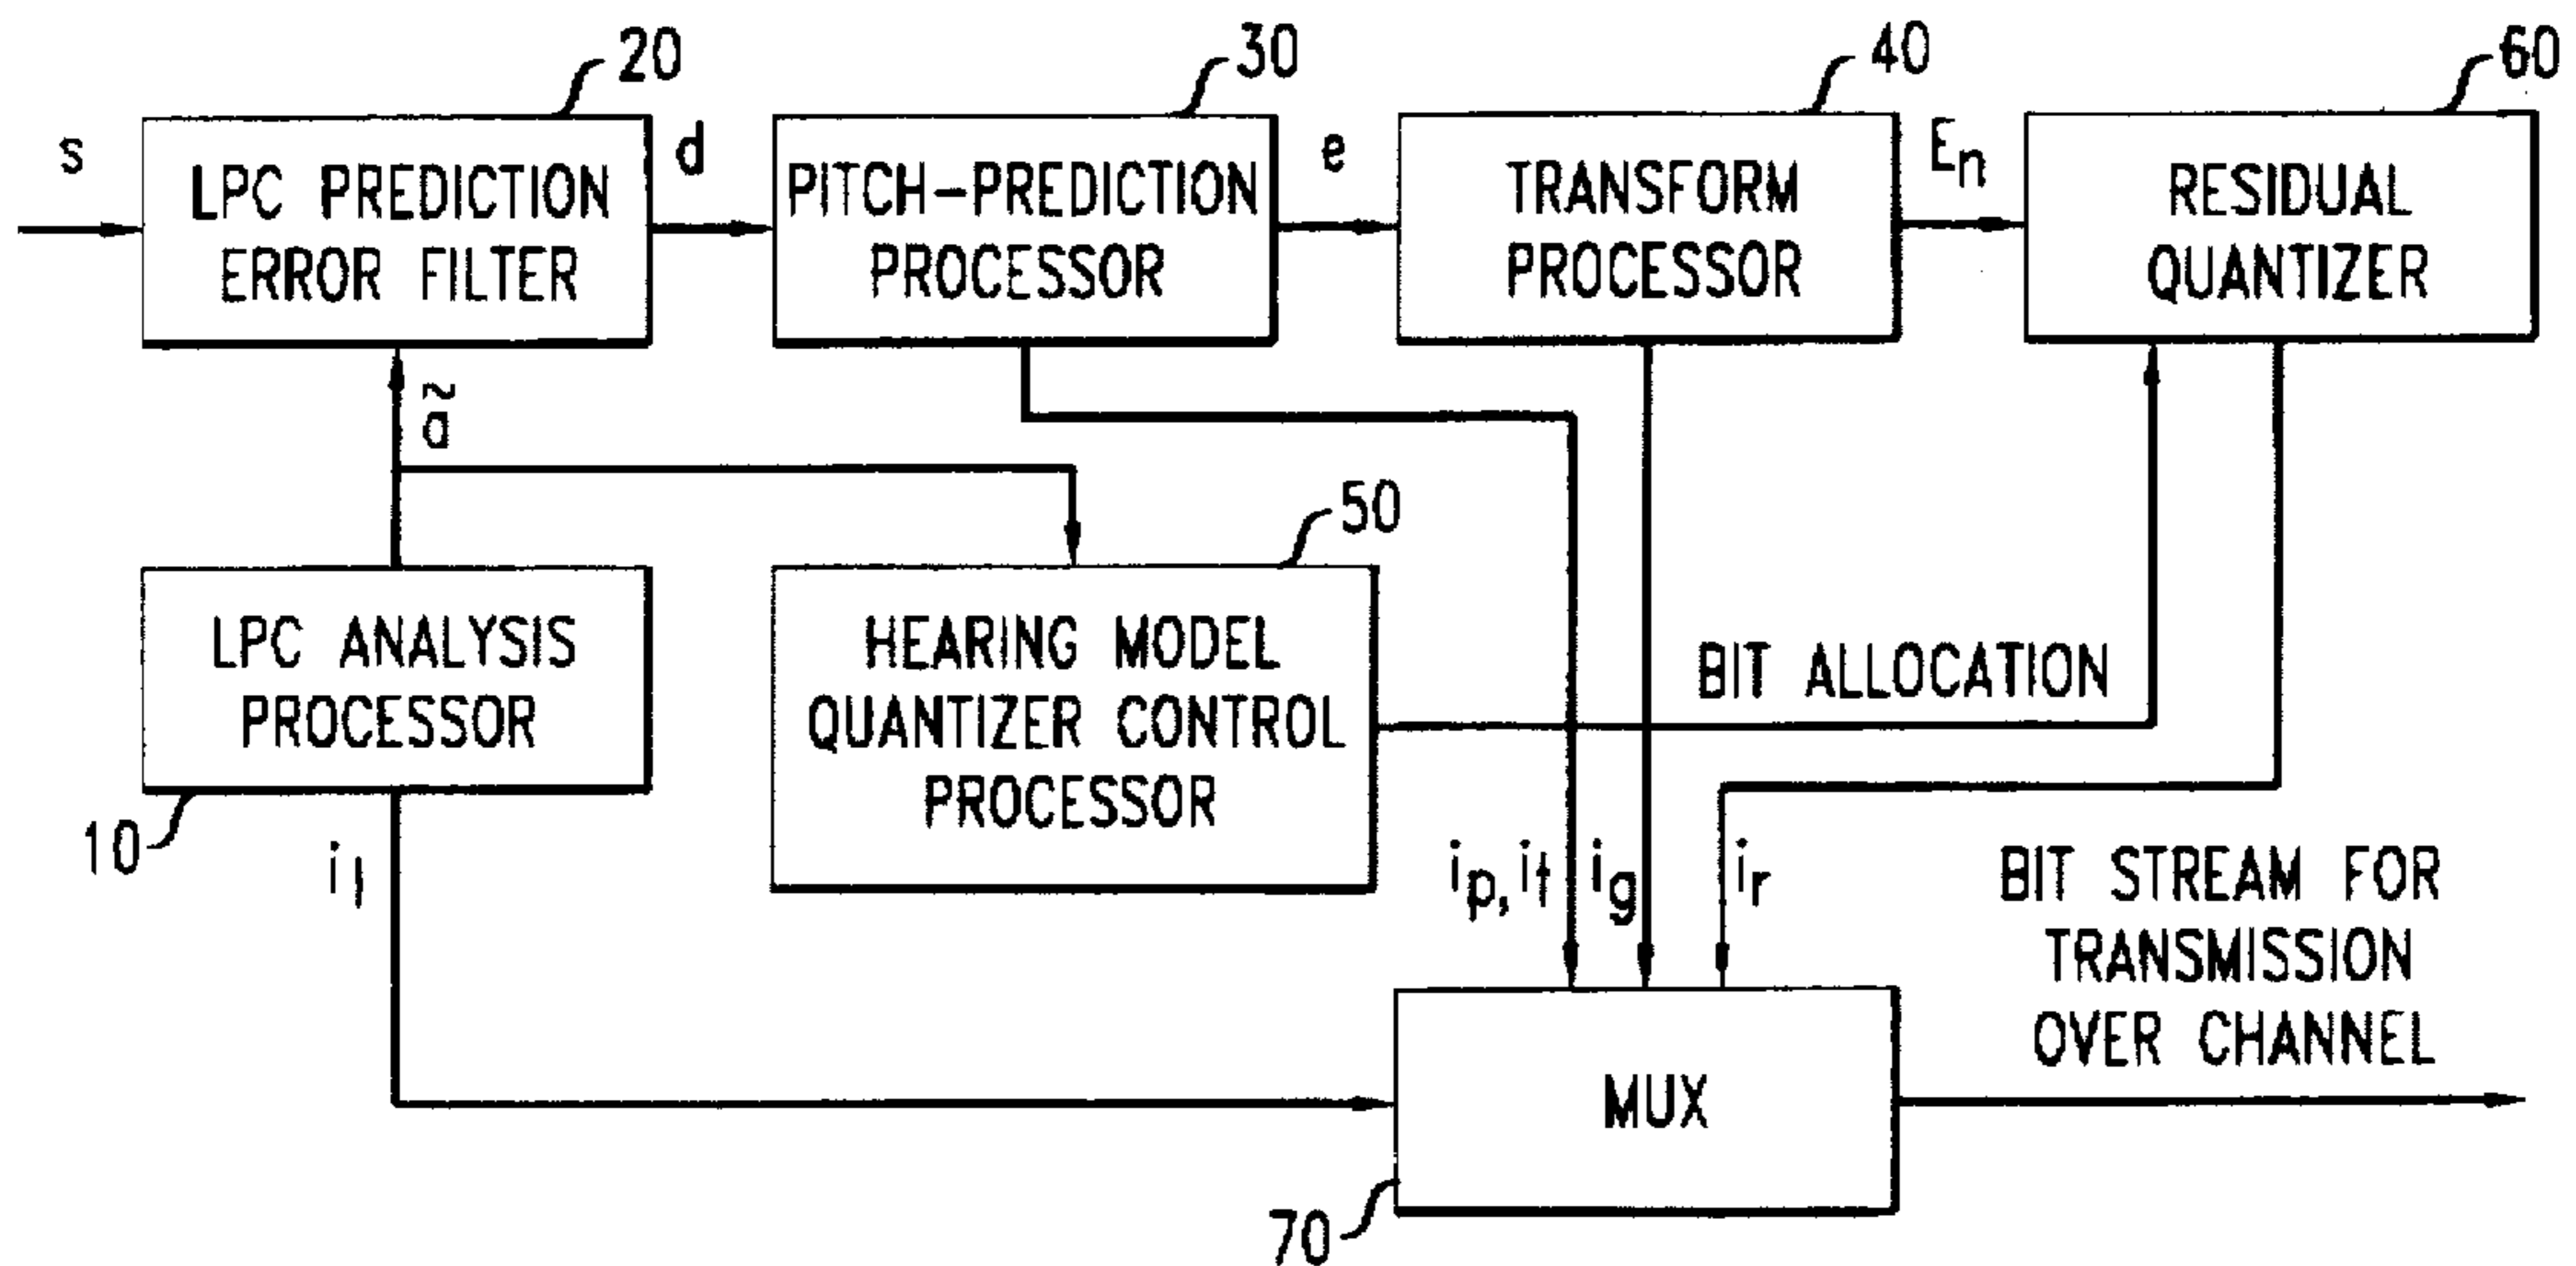 20
30
40
60
s
d
e
En
LPC PREDICTION
ERROR FILTER
PITCH-PREDICTION
PROCESSOR
TRANSFORM
PROCESSOR
RESIDUAL
QUANTIZER
ã
50
LPC ANALYSIS
PROCESSOR
HEARING MODEL
QUANTIZER CONTROL
PROCESSOR
BIT ALLOCATION
10
il
ip, it
ig
ir
BIT STREAM FOR
TRANSMISSION
OVER CHANNEL
MUX
70